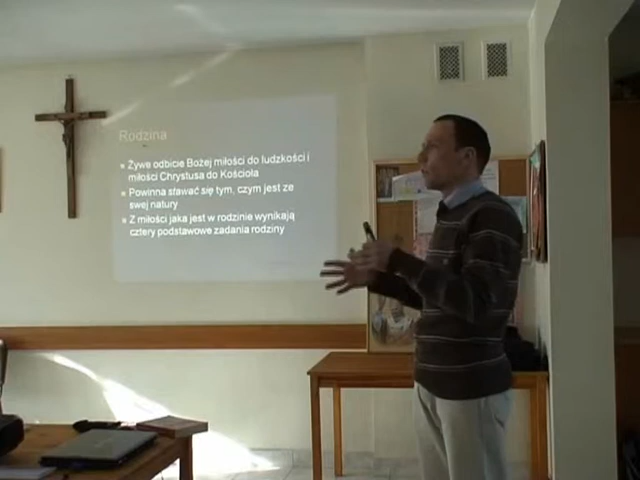 Rodzina
Żywe odbicie Bożej miłości do ludzkości i
miłości Chrystusa do Kościoła
Powinna stawać się tym, czym jest ze
swej natury
Z miłości jaka jest w rodzinie wynikają
cztery podstawowe zadania rodziny